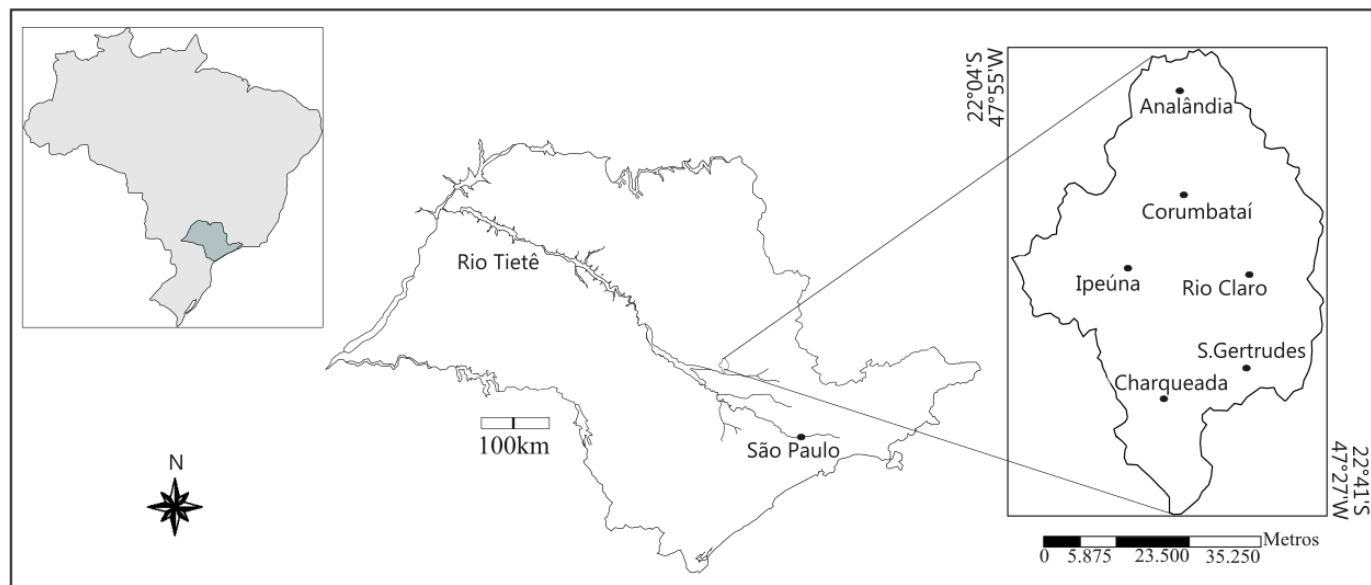 22°04'S
47°55'W
Analândia
Corumbataí
Rio Tietê
Ipeúna
Rio Claro
S.Gertrudes
Charqueada
100km
São Paulo
N
22°41'S
47°27'W
Metros
0 5.875 23.500 35.250